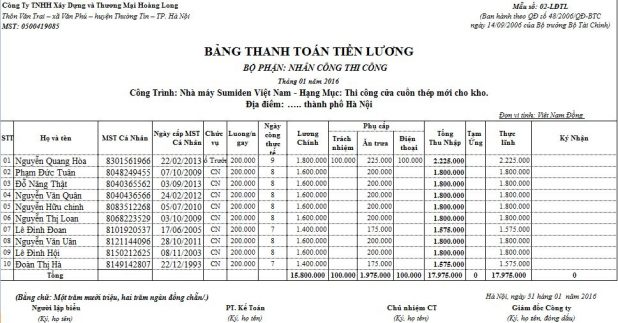 Công Ty TNHH Xây Dựng và Thương Mại Hoàng Long
Thôn Văn Trai – xã Văn Phú – huyện Thường Tín – TP. Hà Nội
MST: 0500419085
Mẫu số: 02-LĐTL
(Ban hành theo QĐ số 48/2006/QĐ-BTC
ngày 14/09/2006 của Bộ trưởng Bộ Tài Chính)
BẢNG THANH TOÁN TIỀN LƯƠNG
BỘ PHẬN: NHÂN CÔNG THI CÔNG
Tháng 01 năm 2016
Công Trình: Nhà máy Sumiden Việt Nam - Hạng Mục: Thi công cửa cuốn thép mới cho kho.
Địa điểm: ..... thành phố Hà Nội
Đơn vị tính: Việt Nam Đồng
STT Họ và tên MST Cá Nhân Ngày cấp MST Cá Nhân Chức vụ Lương/ngày Ngày công thực tế Lương Chính Phụ cấp Trách nhiệm Ăn trưa Điện thoại Tổng Thu Nhập Tạm Ứng Thực lĩnh Ký Nhận
01 Nguyễn Quang Hòa 8301561966 22/02/2013 ổ Trưởn 200.000 9 1.800.000 100.000 225.000 100.000 2.225.000 2.225.000
02 Phạm Đức Tuân 8048249455 07/10/2009 CN 200.000 8 1.600.000 200.000 1.800.000 1.800.000
03 Đỗ Năng Thật 8040365562 03/09/2013 CN 200.000 8 1.600.000 200.000 1.800.000 1.800.000
04 Nguyễn Văn Quân 8040436566 24/02/2012 CN 200.000 8 1.600.000 200.000 1.800.000 1.800.000
05 Nguyễn Hữu chinh 8083512268 05/07/2010 CN 200.000 8 1.600.000 200.000 1.800.000 1.800.000
06 Nguyễn Thị Loan 8068223529 03/10/2009 CN 200.000 8 1.600.000 200.000 1.800.000 1.800.000
07 Lê Đình Đoan 8101920537 17/06/2005 CN 200.000 7 1.400.000 175.000 1.575.000 1.575.000
08 Nguyễn Văn Uân 8121144096 28/10/2011 CN 200.000 8 1.600.000 200.000 1.800.000 1.800.000
09 Lê Đình Hội 8150212625 08/11/2003 CN 200.000 8 1.600.000 200.000 1.800.000 1.800.000
10 Đoàn Thị Hà 8149142807 22/12/1993 CN 200.000 7 1.400.000 175.000 1.575.000 1.575.000
Tổng 15.800.000 100.000 1.975.000 100.000 17.975.000 0 17.975.000 0
(Bằng chữ: Một trăm mười triệu, hai trăm ngàn đồng chẵn./.)
Hà Nội, ngày 31 tháng 01 năm 2016
Người lập biểu PT. Kế Toán Chủ nhiệm CT Giám đốc Công ty
(Ký, họ tên) (Ký, họ tên) (Ký, họ tên) (Ký, họ tên, đóng dấu)